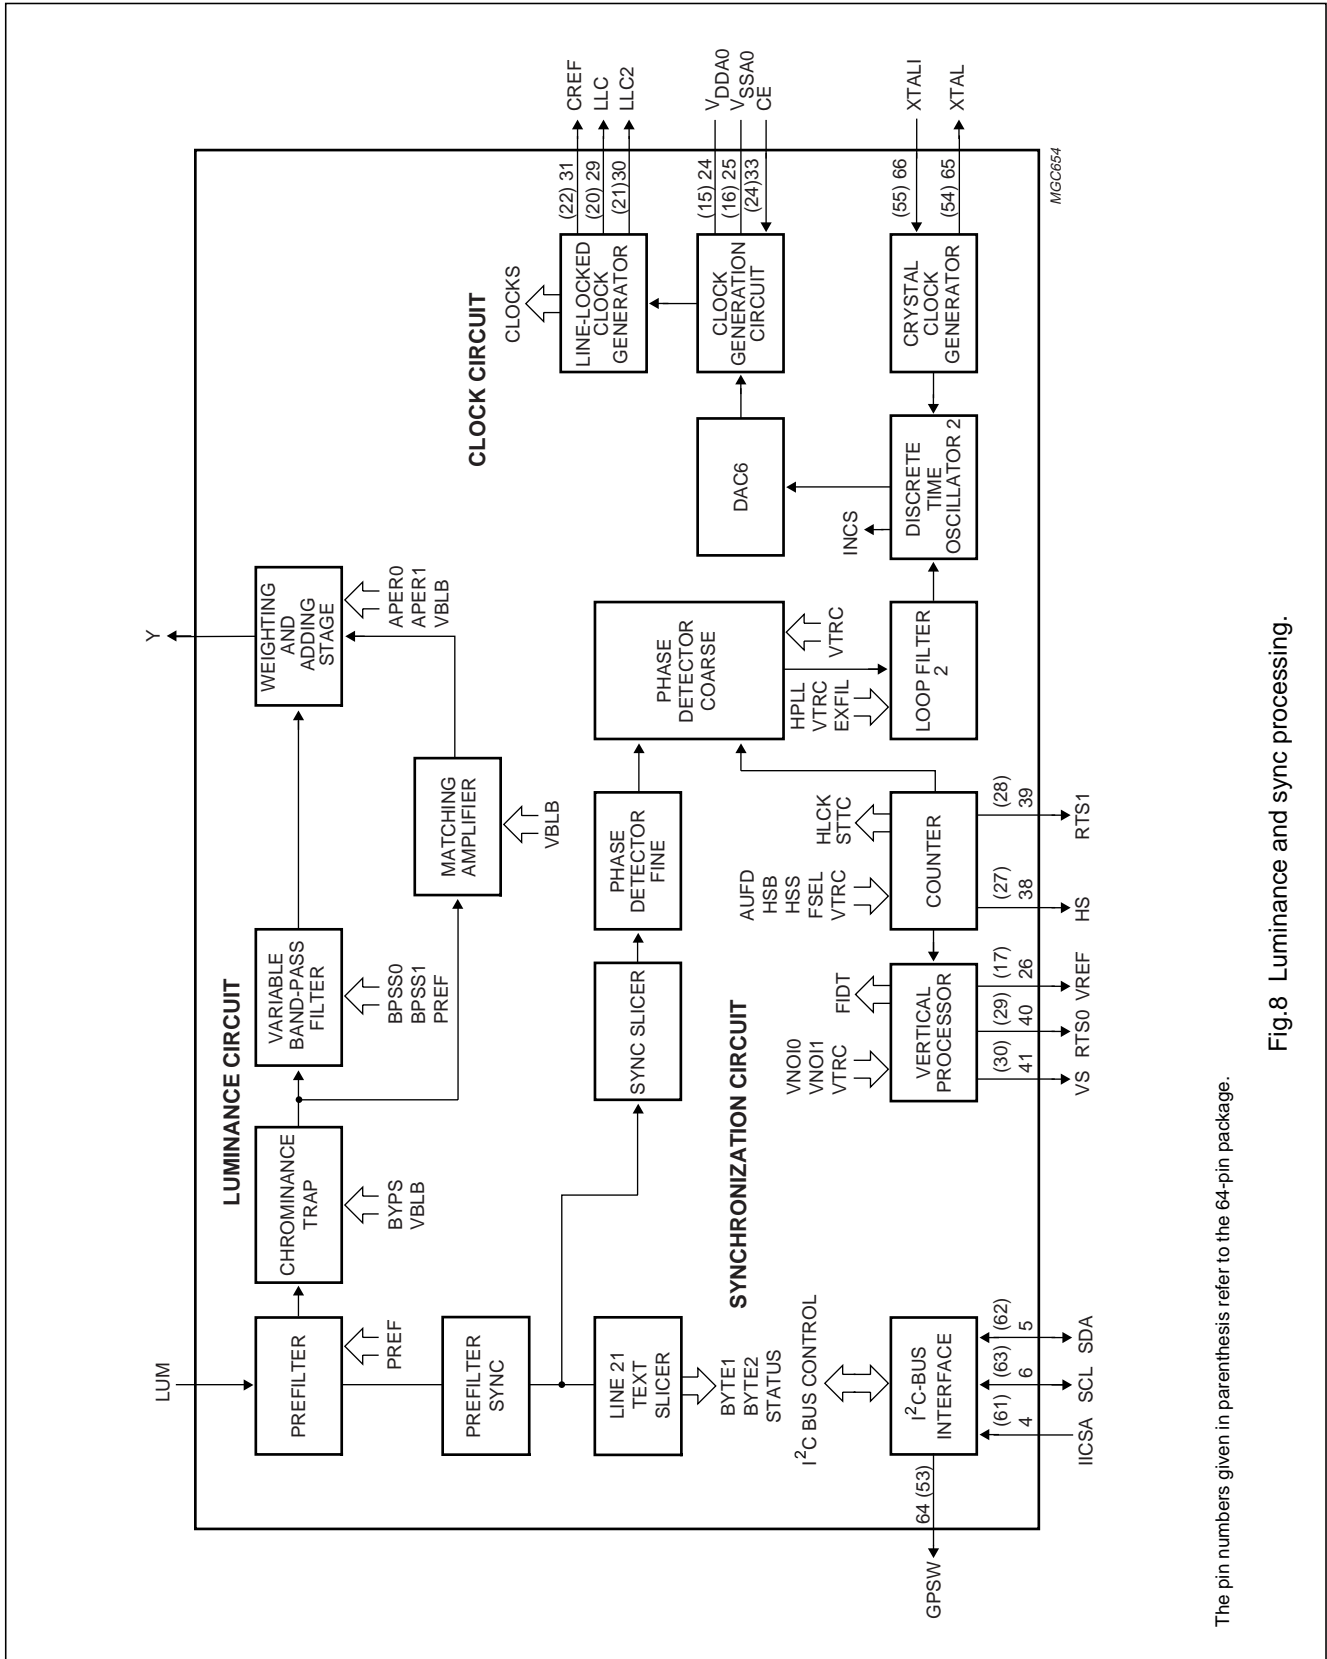 LUM
Y
LUMINANCE CIRCUIT
PREFILTER
PREF
CHROMINANCE
TRAP
BYPS
VBLB
VARIABLE
BAND-PASS
FILTER
BPSS0
BPSS1
PREF
MATCHING
AMPLIFIER
VBLB
WEIGHTING
AND
ADDING
STAGE
APER0
APER1
VBLB
PREFILTER
SYNC
LINE 21
TEXT
SLICER
BYTE1
BYTE2
STATUS
SYNCHRONIZATION CIRCUIT
SYNC SLICER
PHASE
DETECTOR
FINE
PHASE
DETECTOR
COARSE
VTRC
HPLL
VTRC
EXFIL
LOOP FILTER
2
I2C BUS CONTROL
I2C-BUS
INTERFACE
64 (53)
GPSW
(61) (63) (62)
4 6 5
IICSA SCL SDA
VNOI0
VNOI1
VTRC
FIDT
VERTICAL
PROCESSOR
(30) (29) (17)
41 40 26
VS RTS0 VREF
AUFD
HSB
HSS
FSEL
VTRC
HLCK
STTC
COUNTER
(27) (28)
38 39
HS RTS1
CLOCK CIRCUIT
CLOCKS
LINE-LOCKED
CLOCK
GENERATOR
(22) 31 CREF
(20) 29 LLC
(21)30 LLC2
DAC6
CLOCK
GENERATION
CIRCUIT
(15) 24 VDDA0
(16) 25 VSSA0
(24)33 CE
INCS
DISCRETE
TIME
OSCILLATOR 2
CRYSTAL
CLOCK
GENERATOR
(55) 66 XTALI
(54) 65 XTAL
MGC654
The pin numbers given in parenthesis refer to the 64-pin package.
Fig.8 Luminance and sync processing.